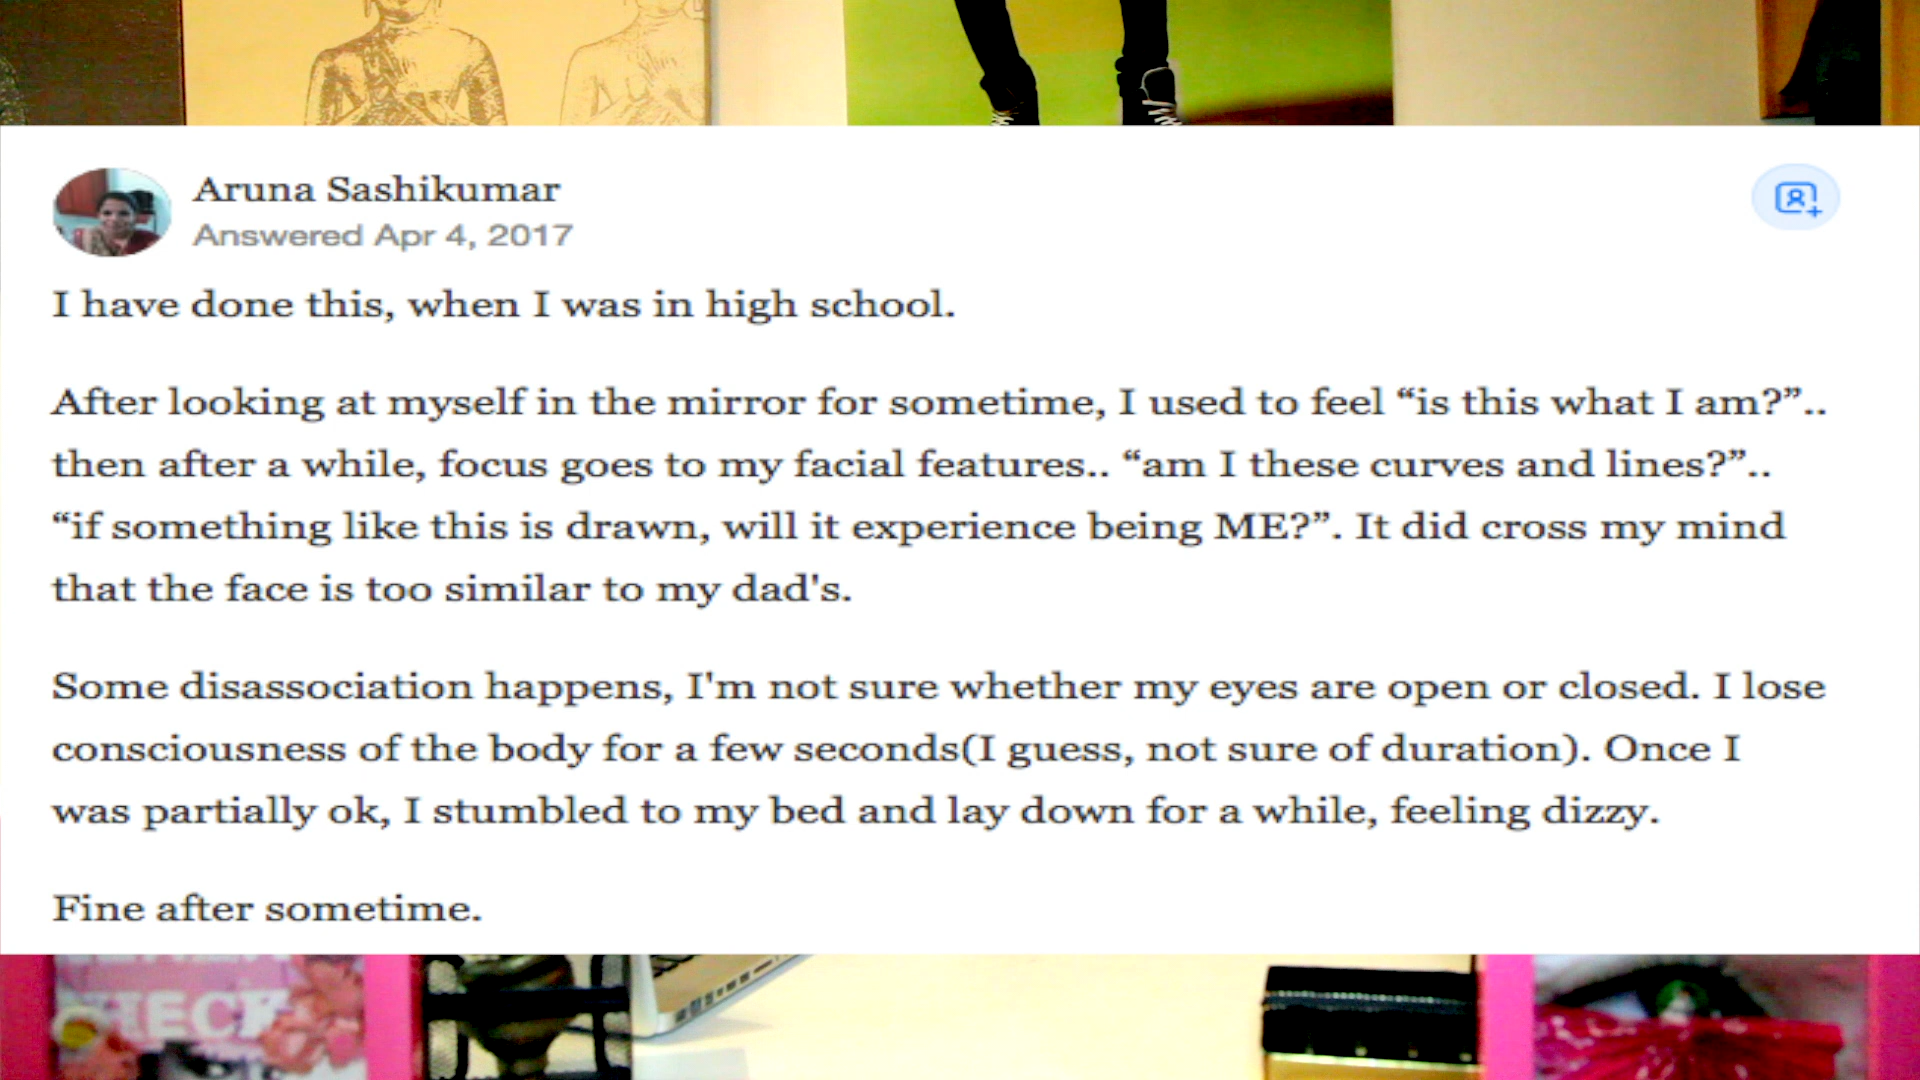 Aruna Sashikumar
Answered Apr 4, 2017
I have done this, when I was in high school.
After looking at myself in the mirror for sometime, I used to feel “is this what I am?”..
then after a while, focus goes to my facial features.. “am I these curves and lines?”..
“if something like this is drawn, will it experience being ME?”. It did cross my mind
that the face is too similar to my dad's.
Some disassociation happens, I'm not sure whether my eyes are open or closed. I lose
consciousness of the body for a few seconds(I guess, not sure of duration). Once I
was partially ok, I stumbled to my bed and lay down for a while, feeling dizzy.
Fine after sometime.